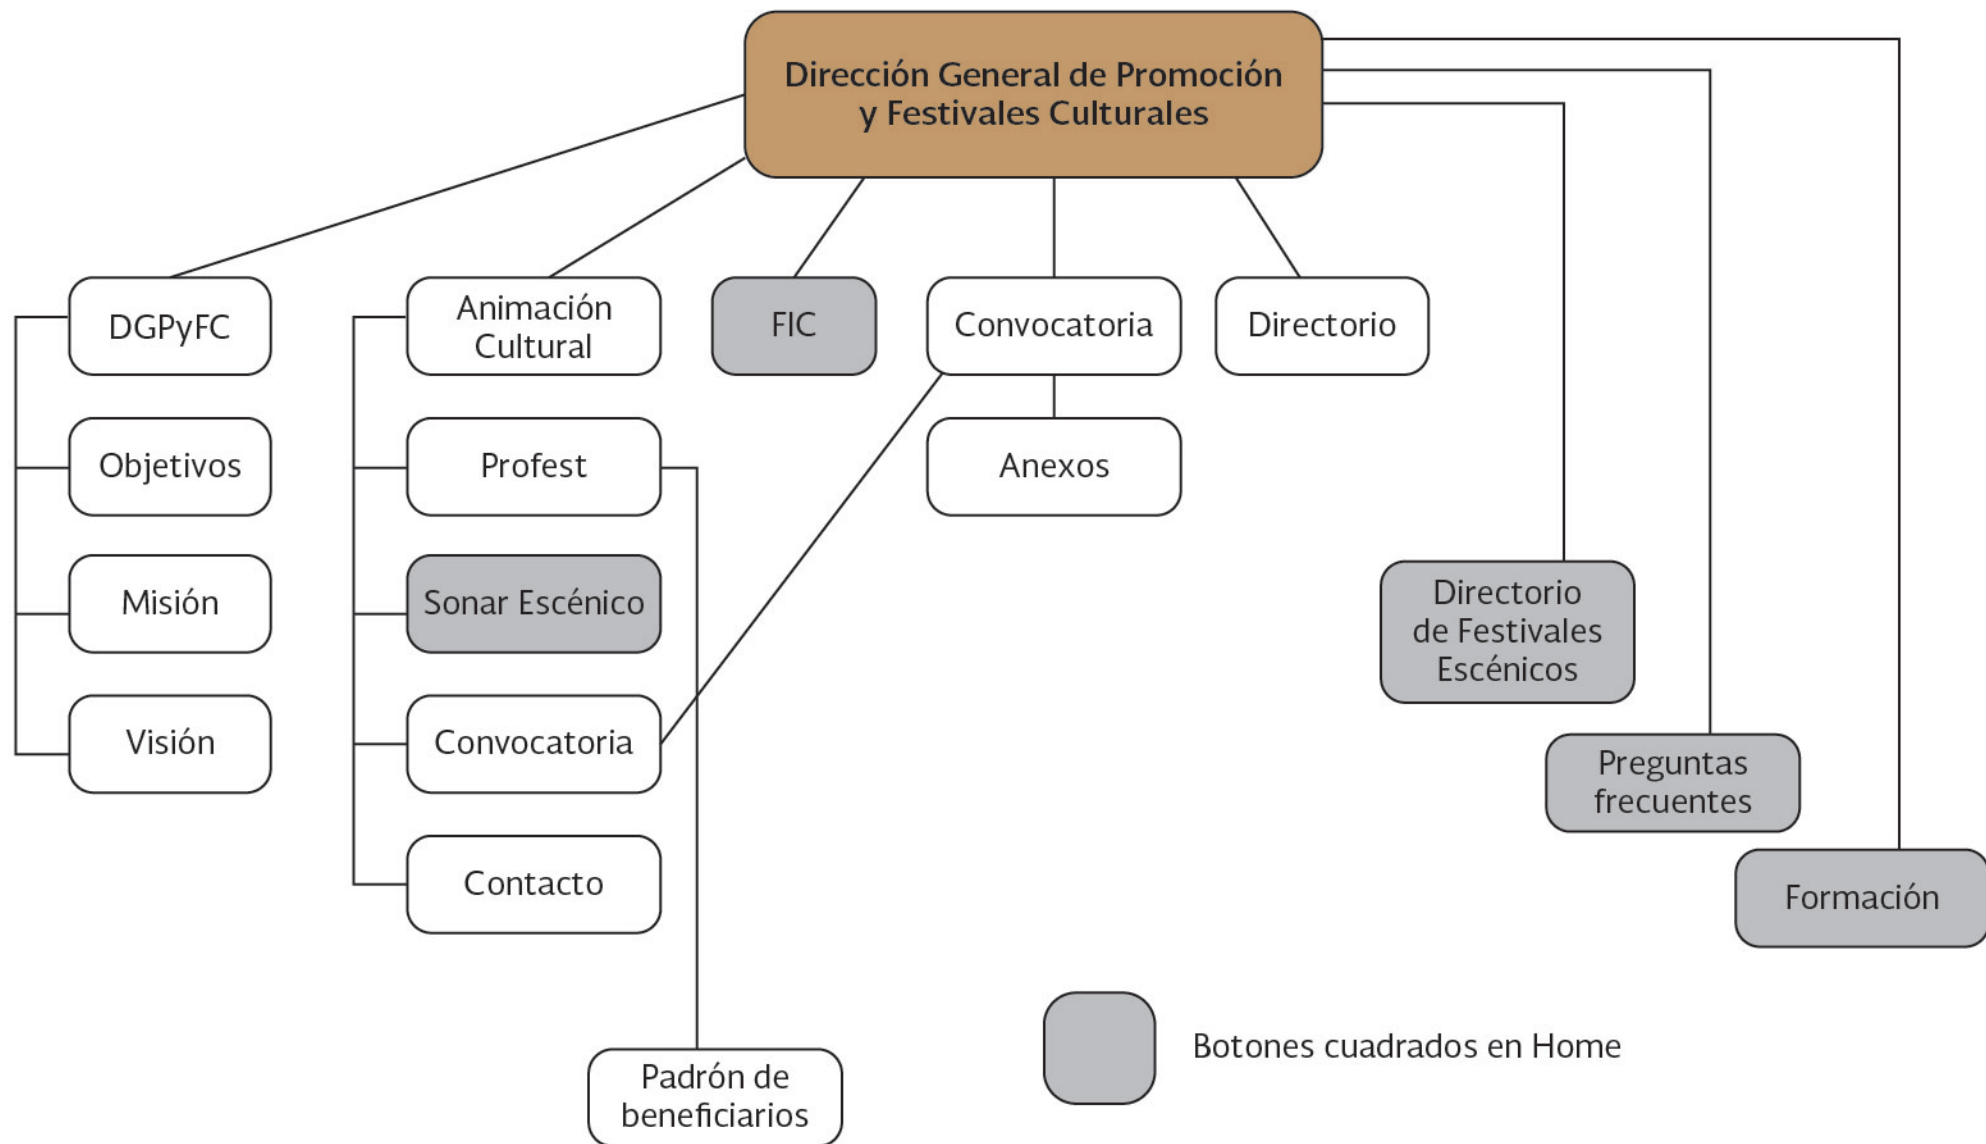 Dirección General de Promoción
y Festivales Culturales
DGPyFC
Objetivos
Misión
Visión
Animación
Cultural
Profest
Sonar Escénico
Convocatoria
Contacto
Padrón de
beneficiarios
FIC
Convocatoria
Anexos
Directorio
Directorio
de Festivales
Escénicos
Preguntas
frecuentes
Formación
Botones cuadrados en Home